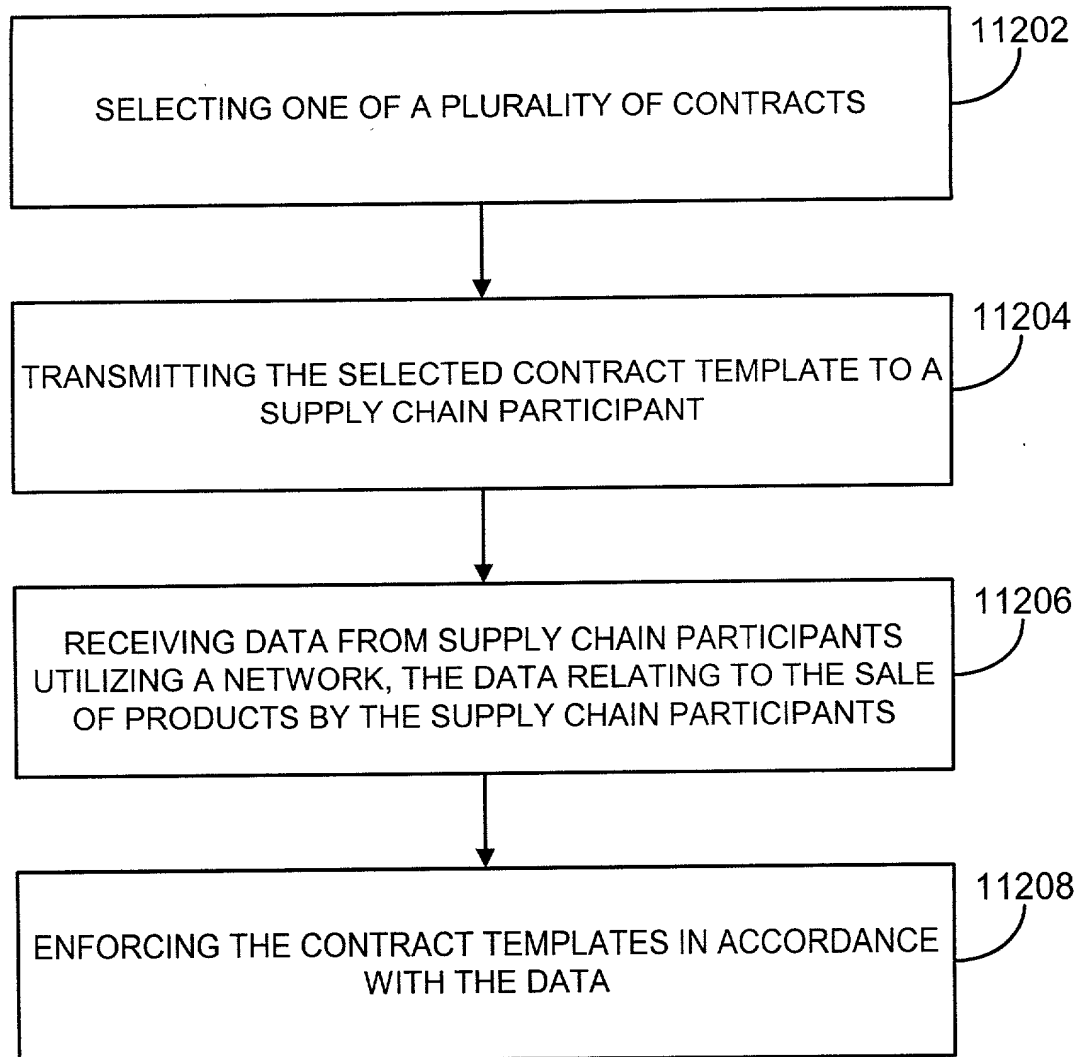 11202
SELECTING ONE OF A PLURALITY OF CONTRACTS
11204
TRANSMITTING THE SELECTED CONTRACT TEMPLATE TO A
SUPPLY CHAIN PARTICIPANT
11206
RECEIVING DATA FROM SUPPLY CHAIN PARTICIPANTS
UTILIZING A NETWORK, THE DATA RELATING TO THE SALE
OF PRODUCTS BY THE SUPPLY CHAIN PARTICIPANTS
11208
ENFORCING THE CONTRACT TEMPLATES IN ACCORDANCE
WITH THE DATA